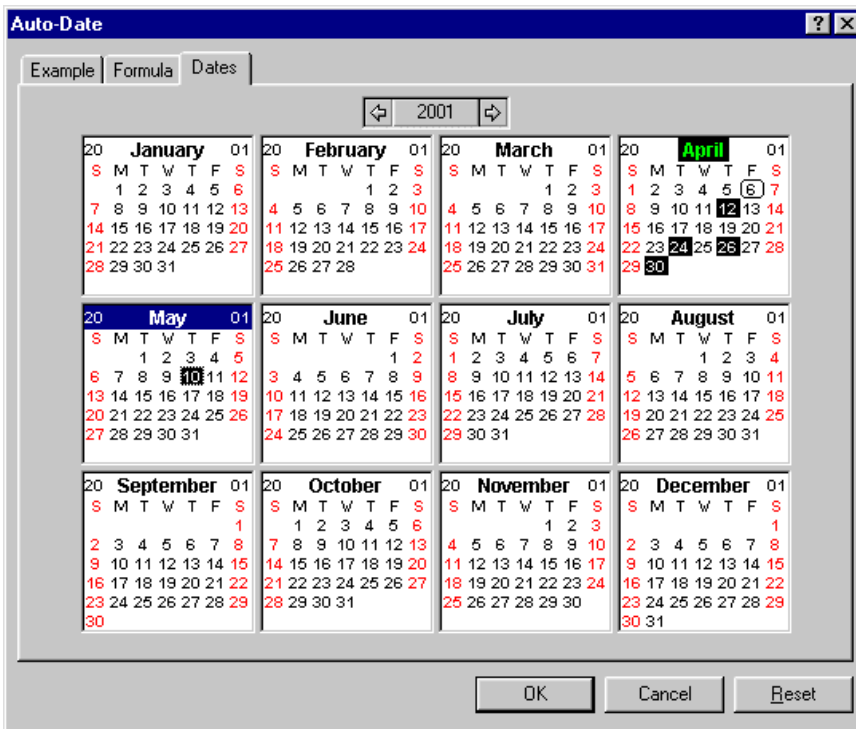 Auto-Date
Example Formula Dates
2001
20 January 01
S M T W T F S
1 2 3 4 5 6
7 8 9 10 11 12 13
14 15 16 17 18 19 20
21 22 23 24 25 26 27
28 29 30 31
20 February 01
S M T W T F S
1 2 3
4 5 6 7 8 9 10
11 12 13 14 15 16 17
18 19 20 21 22 23 24
25 26 27 28
20 March 01
S M T W T F S
1 2 3
4 5 6 7 8 9 10
11 12 13 14 15 16 17
18 19 20 21 22 23 24
25 26 27 28 29 30 31
20 April 01
S M T W T F S
1 2 3 4 5 6 7
8 9 10 11 12 13 14
15 16 17 18 19 20 21
22 23 24 25 26 27 28
29 30
20 May 01
S M T W T F S
1 2 3 4 5
6 7 8 9 10 11 12
13 14 15 16 17 18 19
20 21 22 23 24 25 26
27 28 29 30 31
20 June 01
S M T W T F S
1 2
3 4 5 6 7 8 9
10 11 12 13 14 15 16
17 18 19 20 21 22 23
24 25 26 27 28 29 30
20 July 01
S M T W T F S
1 2 3 4 5 6 7
8 9 10 11 12 13 14
15 16 17 18 19 20 21
22 23 24 25 26 27 28
29 30 31
20 August 01
S M T W T F S
1 2 3 4
5 6 7 8 9 10 11
12 13 14 15 16 17 18
19 20 21 22 23 24 25
26 27 28 29 30 31
20 September 01
S M T W T F S
1
2 3 4 5 6 7 8
9 10 11 12 13 14 15
16 17 18 19 20 21 22
23 24 25 26 27 28 29
30
20 October 01
S M T W T F S
1 2 3 4 5 6
7 8 9 10 11 12 13
14 15 16 17 18 19 20
21 22 23 24 25 26 27
28 29 30 31
20 November 01
S M T W T F S
1 2 3
4 5 6 7 8 9 10
11 12 13 14 15 16 17
18 19 20 21 22 23 24
25 26 27 28 29 30
20 December 01
S M T W T F S
1
2 3 4 5 6 7 8
9 10 11 12 13 14 15
16 17 18 19 20 21 22
23 24 25 26 27 28 29
30 31
OK Cancel Reset